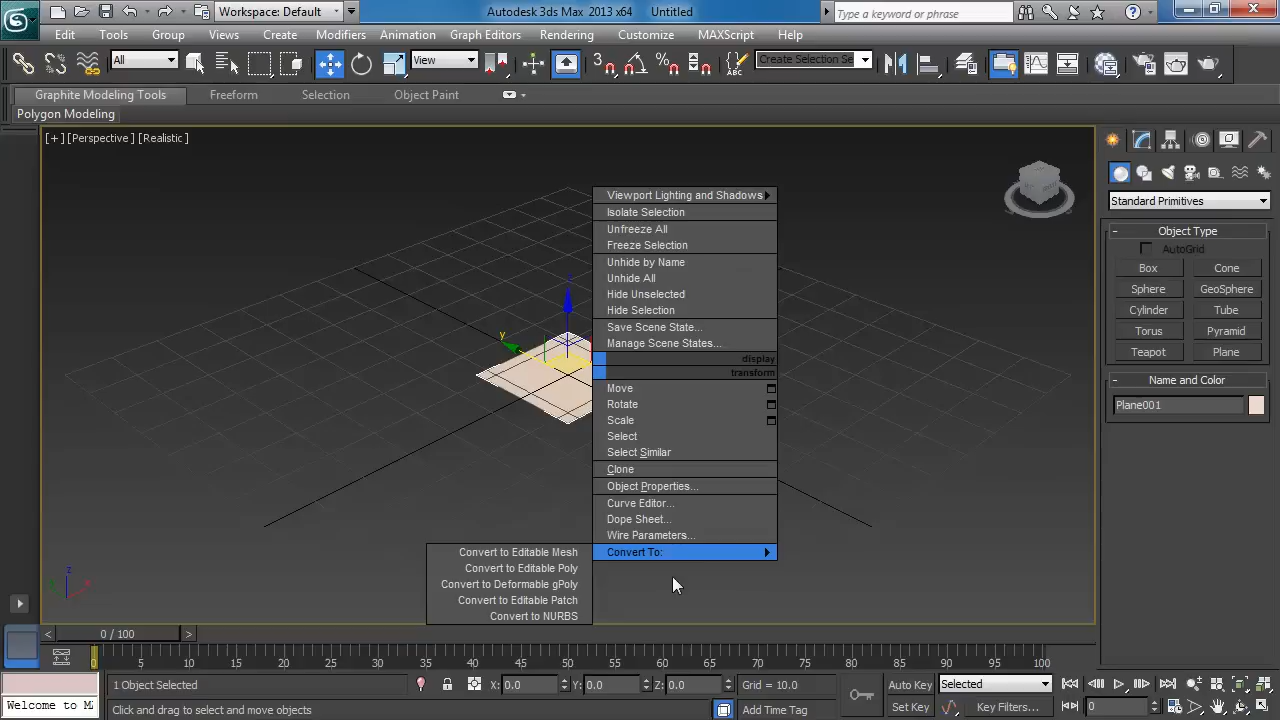 Workspace: Default
Autodesk 3ds Max 2013 x64 Untitled
Type a keyword or phrase
Edit Tools Group Views Create Modifiers Animation Graph Editors Rendering Customize MAXScript Help
All
View
3
Create Selection Se
Graphite Modeling Tools Freeform Selection Object Paint
Polygon Modeling
[+] [Perspective] [Realistic]
Viewport Lighting and Shadows
Isolate Selection
Unfreeze All
Freeze Selection
Unhide by Name
Unhide All
Hide Unselected
Hide Selection
Save Scene State...
Manage Scene States...
display
transform
Move
Rotate
Scale
Select
Select Similar
Clone
Object Properties...
Curve Editor...
Dope Sheet...
Wire Parameters...
Convert To:
Convert to Editable Mesh
Convert to Editable Poly
Convert to Deformable gPoly
Convert to Editable Patch
Convert to NURBS
y
z
x
Standard Primitives
- Object Type
AutoGrid
Box Cone
Sphere GeoSphere
Cylinder Tube
Torus Pyramid
Teapot Plane
- Name and Color
Plane001
< 0 / 100 >
0 5 10 15 20 25 30 35 40 45 50 55 60 65 70 75 80 85 90 95 100
1 Object Selected
X: 0.0 Y: 0.0 Z: 0.0
Grid = 10.0
Auto Key Selected
Welcome to M
Click and drag to select and move objects
Add Time Tag
Set Key Key Filters...
0